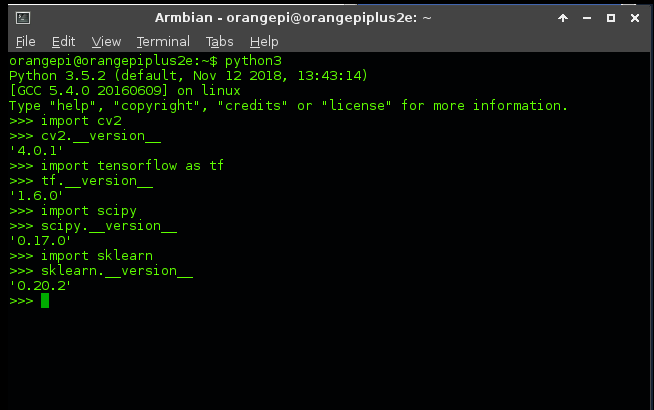 Armbian - orangepi@orangepiplus2e: ~
File Edit View Terminal Tabs Help
orangepi@orangepiplus2e:~$ python3
Python 3.5.2 (default, Nov 12 2018, 13:43:14)
[GCC 5.4.0 20160609] on linux
Type "help", "copyright", "credits" or "license" for more information.
>>> import cv2
>>> cv2.__version__
'4.0.1'
>>> import tensorflow as tf
>>> tf.__version__
'1.6.0'
>>> import scipy
>>> scipy.__version__
'0.17.0'
>>> import sklearn
>>> sklearn.__version__
'0.20.2'
>>>